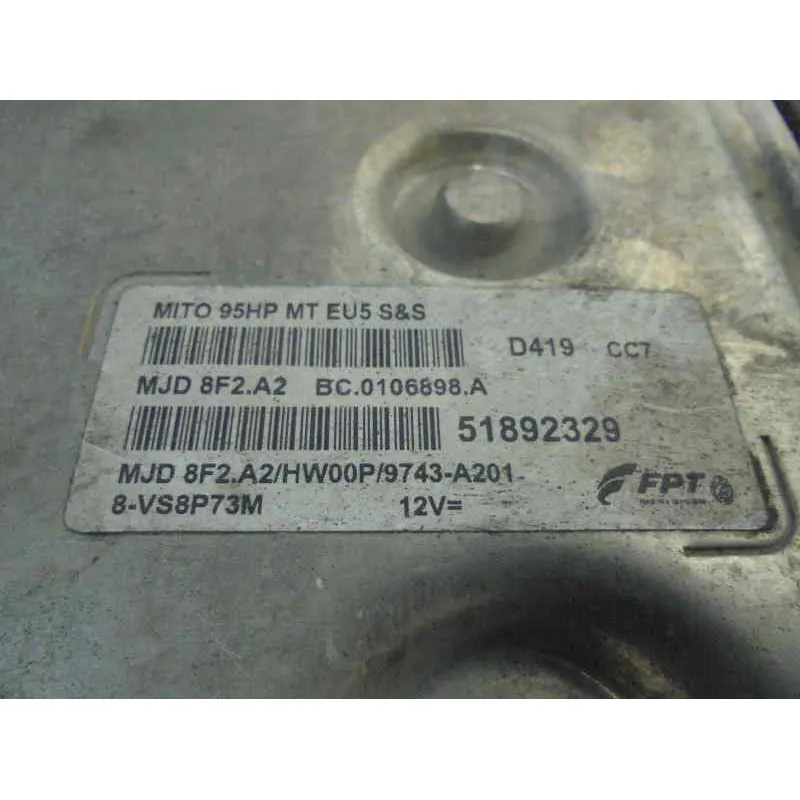 MITO 95HP MT EU5 S&S
D419 CC7
MJD 8F2.A2 BC.0106898.A
51892329
MJD 8F2.A2/HW00P/9743-A201
FPT
8-VS8P73M 12V=